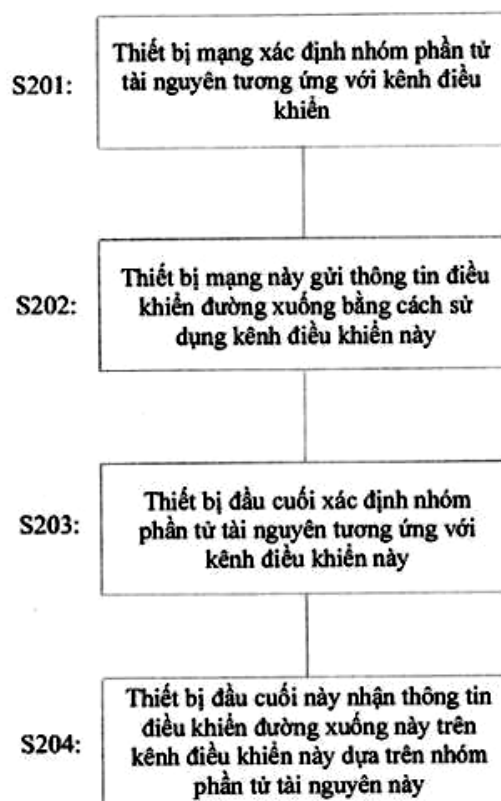 Thiết bị mạng xác định nhóm phần tử
S201: tài nguyên tương ứng với kênh điều
khiển
Thiết bị mạng này gửi thông tin điều
S202: khiển đường xuống bằng cách sử
dụng kênh điều khiển này
Thiết bị đầu cuối xác định nhóm
S203: phần tử tài nguyên tương ứng với
kênh điều khiển này
Thiết bị đầu cuối này nhận thông tin
điều khiển đường xuống này trên
S204: kênh điều khiển này dựa trên nhóm
phần tử tài nguyên này